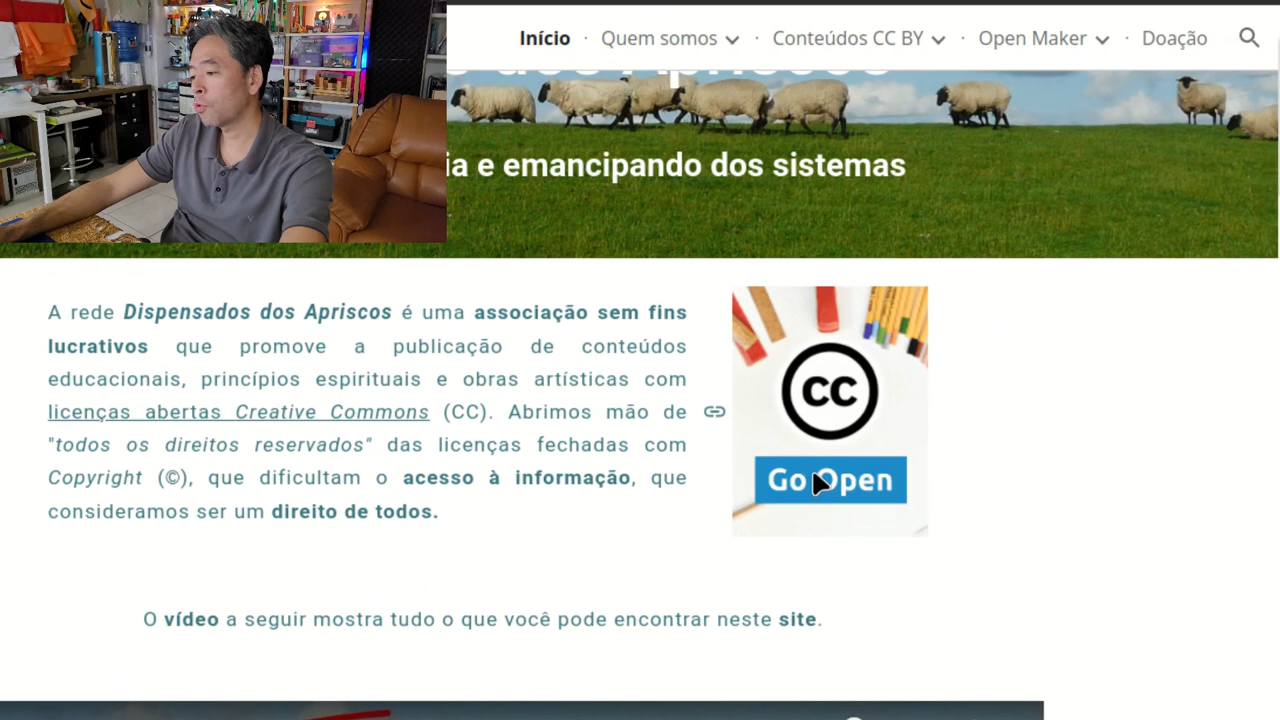 Início · Quem somos · Conteúdos CC BY · Open Maker · Doação
dos Apriscos
ia e emancipando dos sistemas
A rede Dispensados dos Apriscos é uma associação sem fins
lucrativos que promove a publicação de conteúdos
educacionais, princípios espirituais e obras artísticas com
licenças abertas Creative Commons (CC). Abrimos mão de
"todos os direitos reservados" das licenças fechadas com
Copyright (©), que dificultam o acesso à informação, que
consideramos ser um direito de todos.
cc
Go Open
O vídeo a seguir mostra tudo o que você pode encontrar neste site.